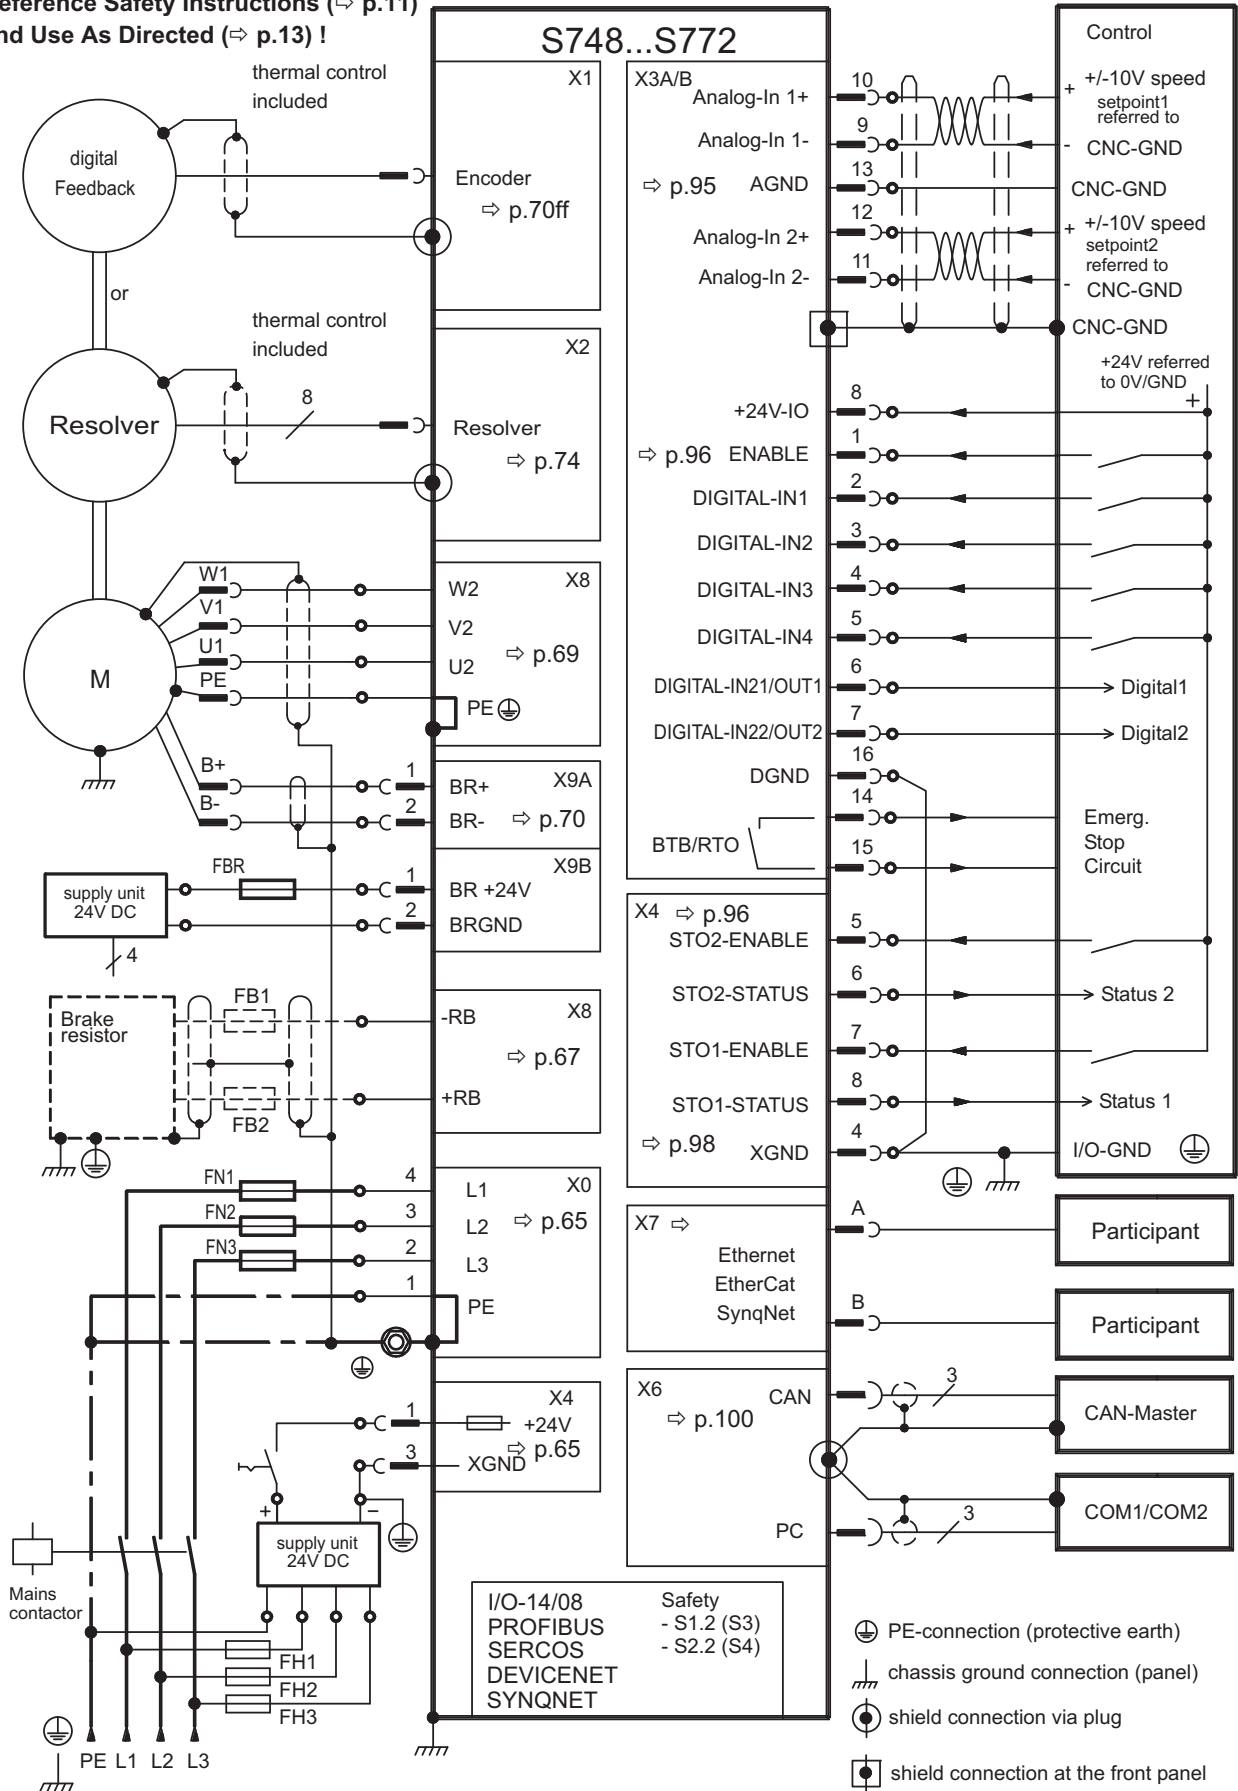 eference Safety Instructions (⇨ p.11)
nd Use As Directed (⇨ p.13) !
S748...S772
thermal control
included
digital
Feedback
X1
Encoder
⇨ p.70ff
or
thermal control
included
Resolver
8
X2
Resolver
⇨ p.74
M
W1
V1
U1
PE
X8
W2
V2
U2
⇨ p.69
PE
B+
B-
1
2
X9A
BR+
BR-
⇨ p.70
supply unit
24V DC
4
FBR
1
2
X9B
BR +24V
BRGND
Brake
resistor
FB1
FB2
X8
-RB
⇨ p.67
+RB
FN1
FN2
FN3
4
3
2
1
X0
L1
L2
⇨ p.65
L3
PE
X4
1
+24V
⇨ p.65
3
XGND
+
−
supply unit
24V DC
Mains
contactor
FH1
FH2
FH3
PE L1 L2 L3
X3A/B
Analog-In 1+
10
Analog-In 1-
9
⇨ p.95
AGND
13
Analog-In 2+
12
Analog-In 2-
11
+24V-IO
8
⇨ p.96
ENABLE
1
DIGITAL-IN1
2
DIGITAL-IN2
3
DIGITAL-IN3
4
DIGITAL-IN4
5
DIGITAL-IN21/OUT1
6
DIGITAL-IN22/OUT2
7
DGND
16
BTB/RTO
14
15
X4 ⇨ p.96
STO2-ENABLE
5
STO2-STATUS
6
STO1-ENABLE
7
STO1-STATUS
8
⇨ p.98
XGND
4
X7 ⇨
Ethernet
EtherCat
SynqNet
A
B
X6
⇨ p.100
CAN
3
PC
3
Control
+ +/-10V speed
setpoint1
referred to
- CNC-GND
CNC-GND
+ +/-10V speed
setpoint2
referred to
- CNC-GND
CNC-GND
+24V referred
to 0V/GND
+
Digital1
Digital2
Emerg.
Stop
Circuit
Status 2
Status 1
I/O-GND
Participant
Participant
CAN-Master
COM1/COM2
I/O-14/08
PROFIBUS
SERCOS
DEVICENET
SYNQNET
Safety
- S1.2 (S3)
- S2.2 (S4)
PE-connection (protective earth)
chassis ground connection (panel)
shield connection via plug
shield connection at the front panel